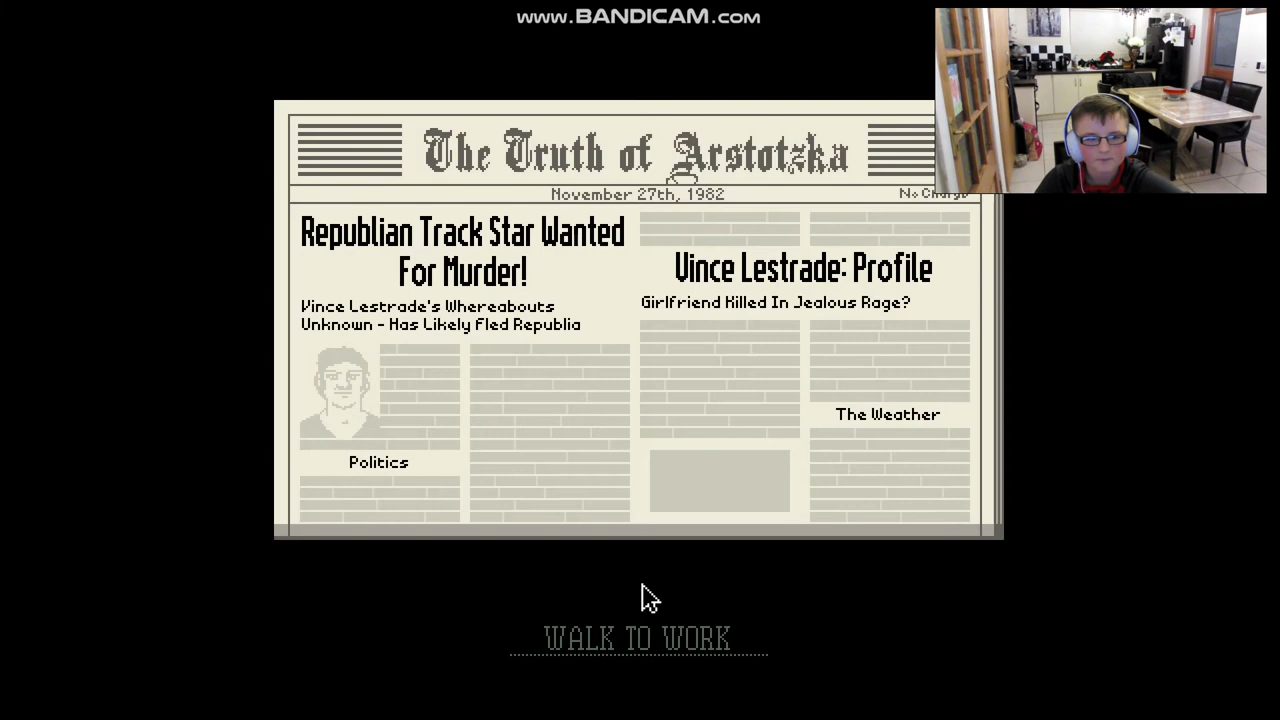 www.BANDICAM.com
The Truth of Arstotzka
November 27th, 1982
Republian Track Star Wanted
For Murder!
Vince Lestrade's Whereabouts
Unknown - Has Likely Fled Republia
Politics
Vince Lestrade: Profile
Girlfriend Killed In Jealous Rage?
The Weather
WALK TO WORK